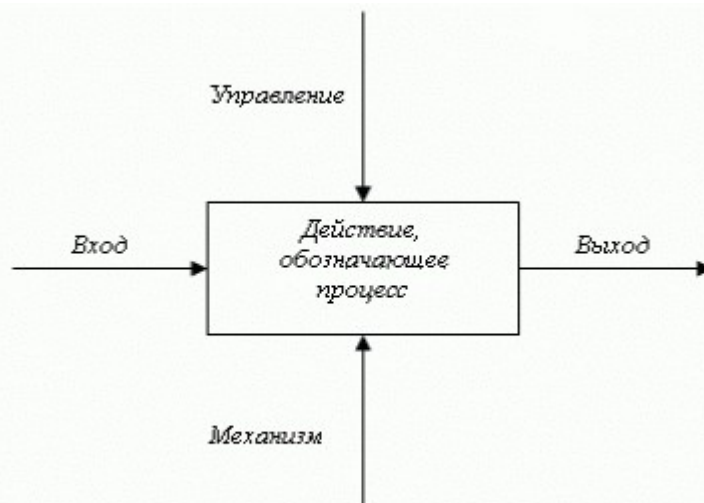 Управление
Вход
Действие,
обозначающее
процесс
Выход
Механизм